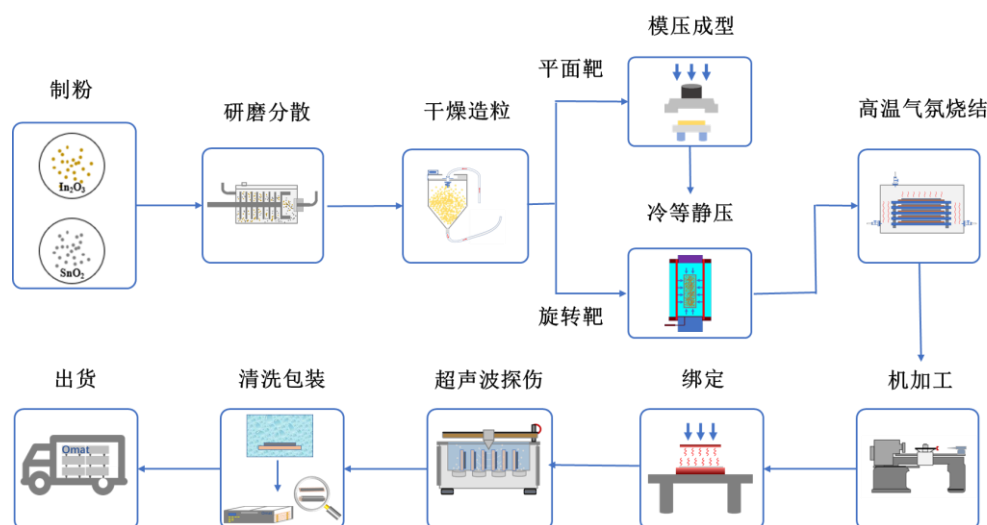 制粉
In₂O₃
SnO₂
研磨分散
干燥造粒
平面靶
模压成型
冷等静压
旋转靶
高温气氛烧结
机加工
绑定
超声波探伤
清洗包装
出货
Omat